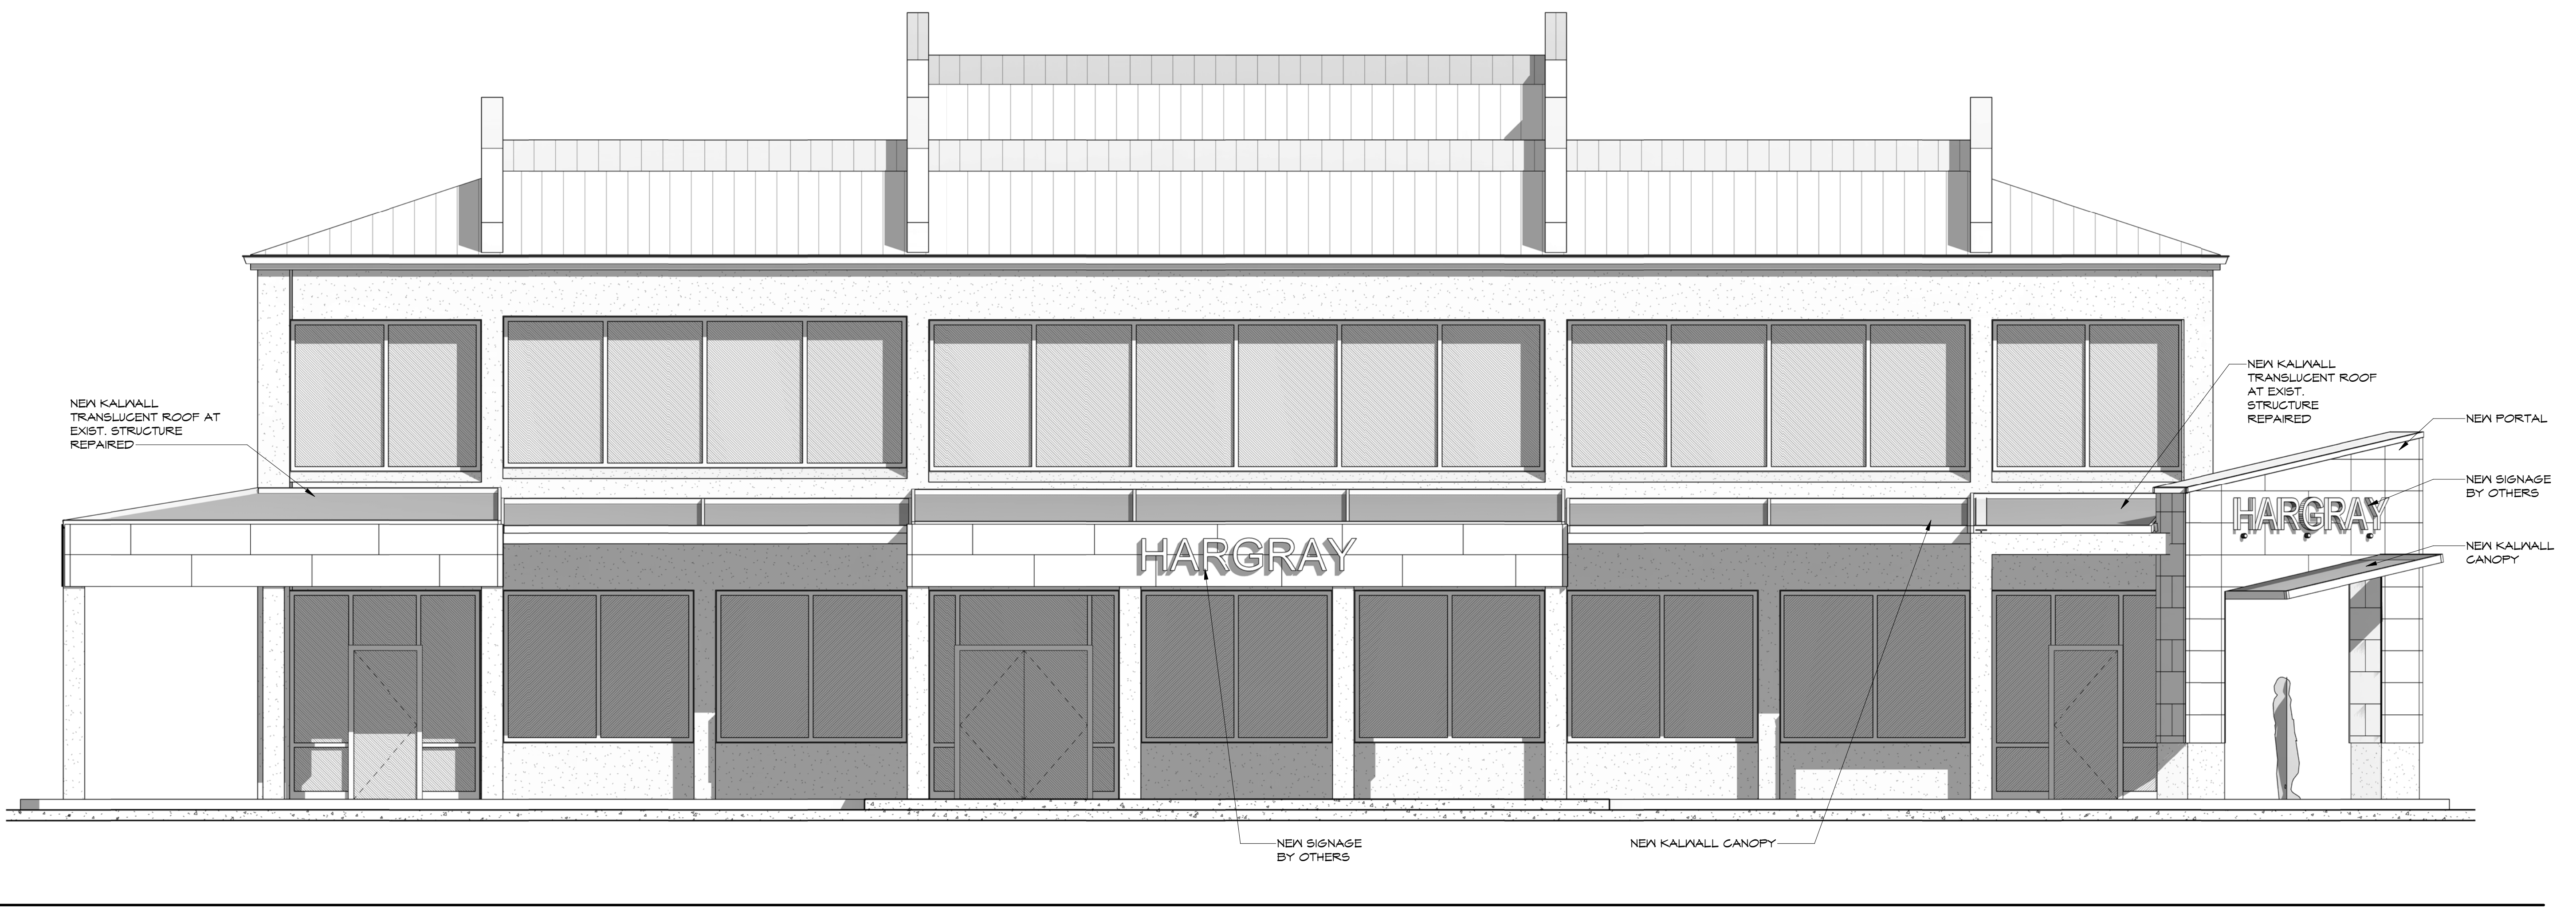 NEW KALWALL
TRANSLUCENT ROOF AT
EXIST. STRUCTURE
REPAIRED
NEW KALWALL
TRANSLUCENT ROOF
AT EXIST.
STRUCTURE
REPAIRED
NEW PORTAL
NEW SIGNAGE
BY OTHERS
HARGRAY
NEW KALWALL
CANOPY
HARGRAY
NEW SIGNAGE
BY OTHERS
NEW KALWALL CANOPY